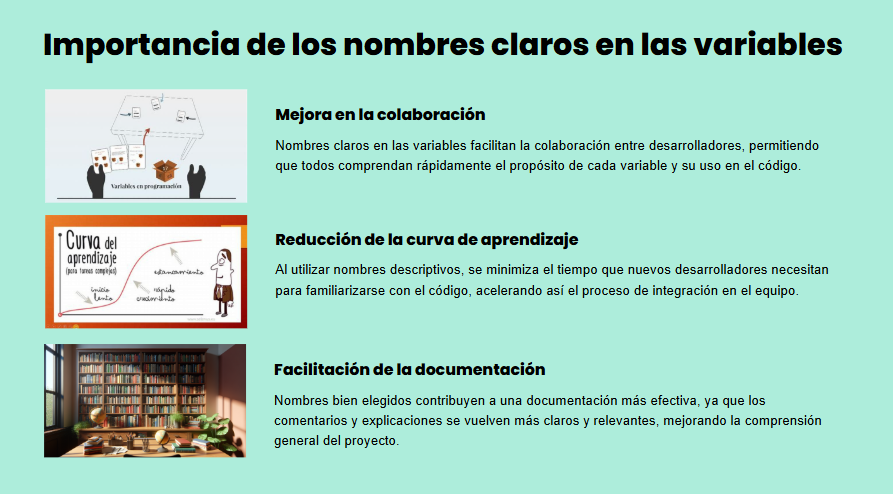 Importancia de los nombres claros en las variables
Variables en programación
Mejora en la colaboración
Nombres claros en las variables facilitan la colaboración entre desarrolladores, permitiendo
que todos comprendan rápidamente el propósito de cada variable y su uso en el código.
Curva del
aprendizaje
(para tareas complejas)
estancamiento
inicio
lento
rápido
crecimiento
Reducción de la curva de aprendizaje
Al utilizar nombres descriptivos, se minimiza el tiempo que nuevos desarrolladores necesitan
para familiarizarse con el código, acelerando así el proceso de integración en el equipo.
Facilitación de la documentación
Nombres bien elegidos contribuyen a una documentación más efectiva, ya que los
comentarios y explicaciones se vuelven más claros y relevantes, mejorando la comprensión
general del proyecto.